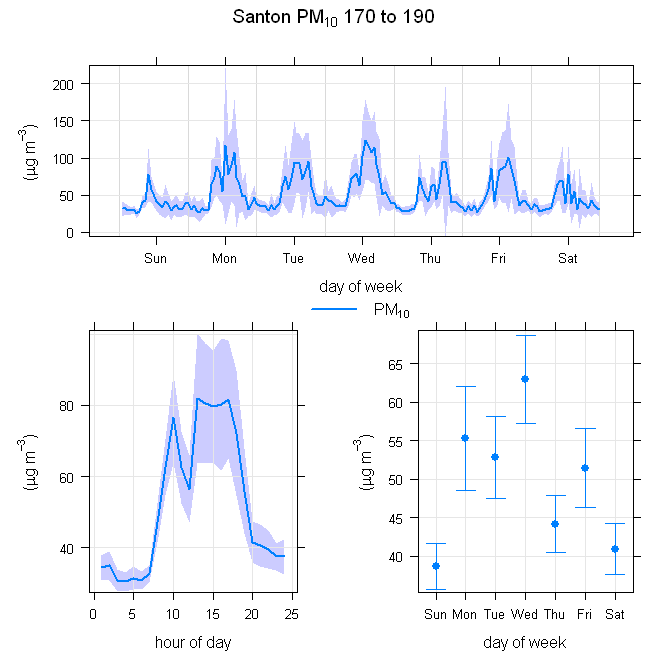 Santon PM10 170 to 190
(µg m−3)
200
150
100
50
0
Sun Mon Tue Wed Thu Fri Sat
day of week
PM10
(µg m−3)
80
60
40
0 5 10 15 20 25
hour of day
(µg m−3)
65
60
55
50
45
40
Sun Mon Tue Wed Thu Fri Sat
day of week